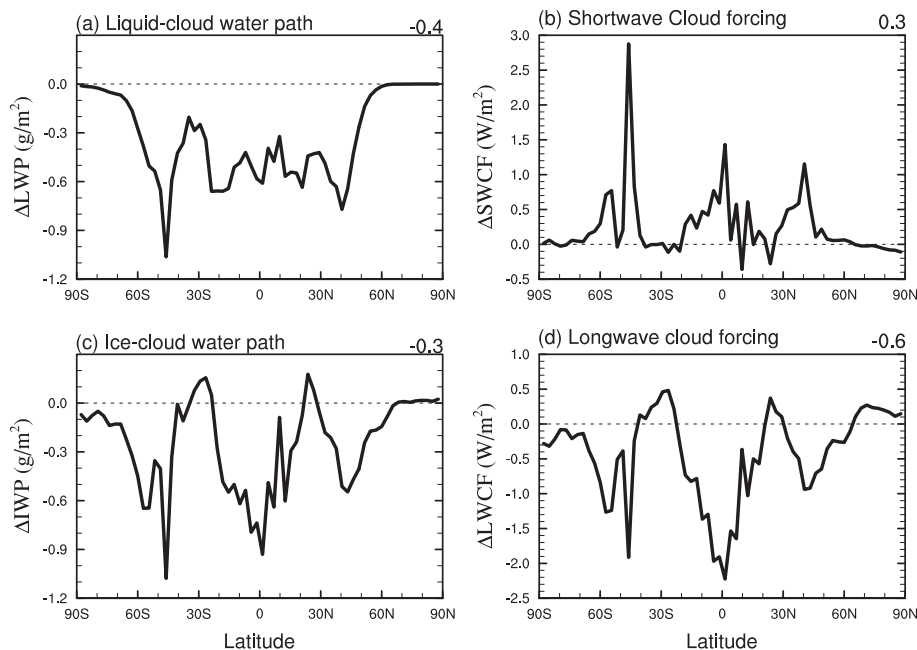 (a) Liquid-cloud water path -0.4
ΔLWP (g/m²)
0.0
-0.3
-0.6
-0.9
-1.2
90S 60S 30S 0 30N 60N 90N
(b) Shortwave Cloud forcing 0.3
ΔSWCF (W/m²)
3.0
2.5
2.0
1.5
1.0
0.5
0.0
-0.5
90S 60S 30S 0 30N 60N 90N
(c) Ice-cloud water path -0.3
ΔIWP (g/m²)
0.0
-0.3
-0.6
-0.9
-1.2
90S 60S 30S 0 30N 60N 90N
Latitude
(d) Longwave cloud forcing -0.6
ΔLWCF (W/m²)
1.0
0.5
0.0
-0.5
-1.0
-1.5
-2.0
-2.5
90S 60S 30S 0 30N 60N 90N
Latitude